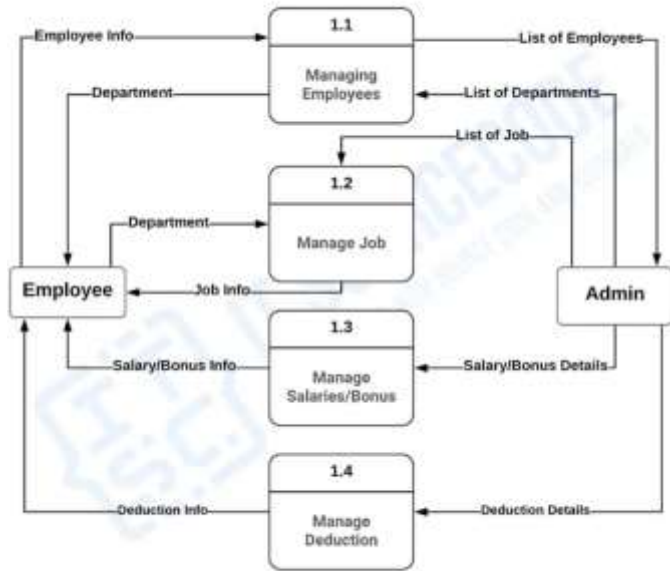 1.1
Employee Info
List of Employees
Managing
Employees
Department
List of Departments
List of Job
1.2
Department
Manage Job
Employee
Job Info
Admin
1.3
Salary/Bonus Info
Manage
Salaries/Bonus
Salary/Bonus Details
1.4
Deduction Info
Manage
Deduction
Deduction Details